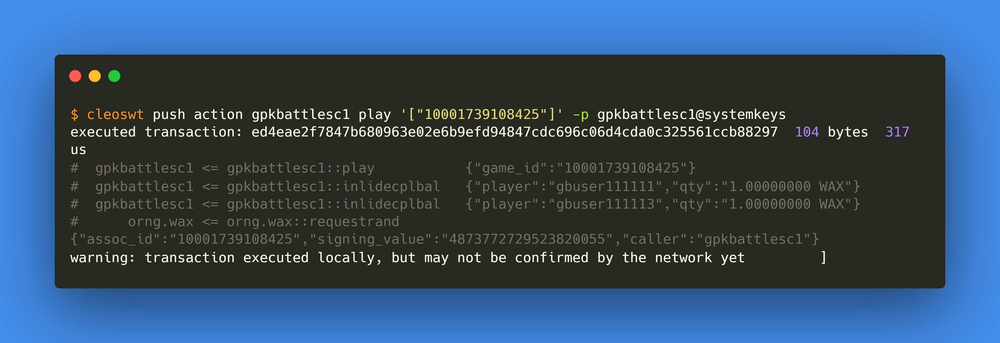 $ cleoswt push action gpkbattlesc1 play '["10001739108425"]' -p gpkbattlesc1@systemkeys
executed transaction: ed4eae2f7847b680963e02e6b9efd94847cdc696c06d4cda0c325561ccb88297  104 bytes  317
us
#  gpkbattlesc1 <= gpkbattlesc1::play           {"game_id":"10001739108425"}
#  gpkbattlesc1 <= gpkbattlesc1::inlidecplbal   {"player":"gbuser111111","qty":"1.00000000 WAX"}
#  gpkbattlesc1 <= gpkbattlesc1::inlidecplbal   {"player":"gbuser111113","qty":"1.00000000 WAX"}
#      orng.wax <= orng.wax::requestrand
{"assoc_id":"10001739108425","signing_value":"4873772729523820055","caller":"gpkbattlesc1"}
warning: transaction executed locally, but may not be confirmed by the network yet         ]